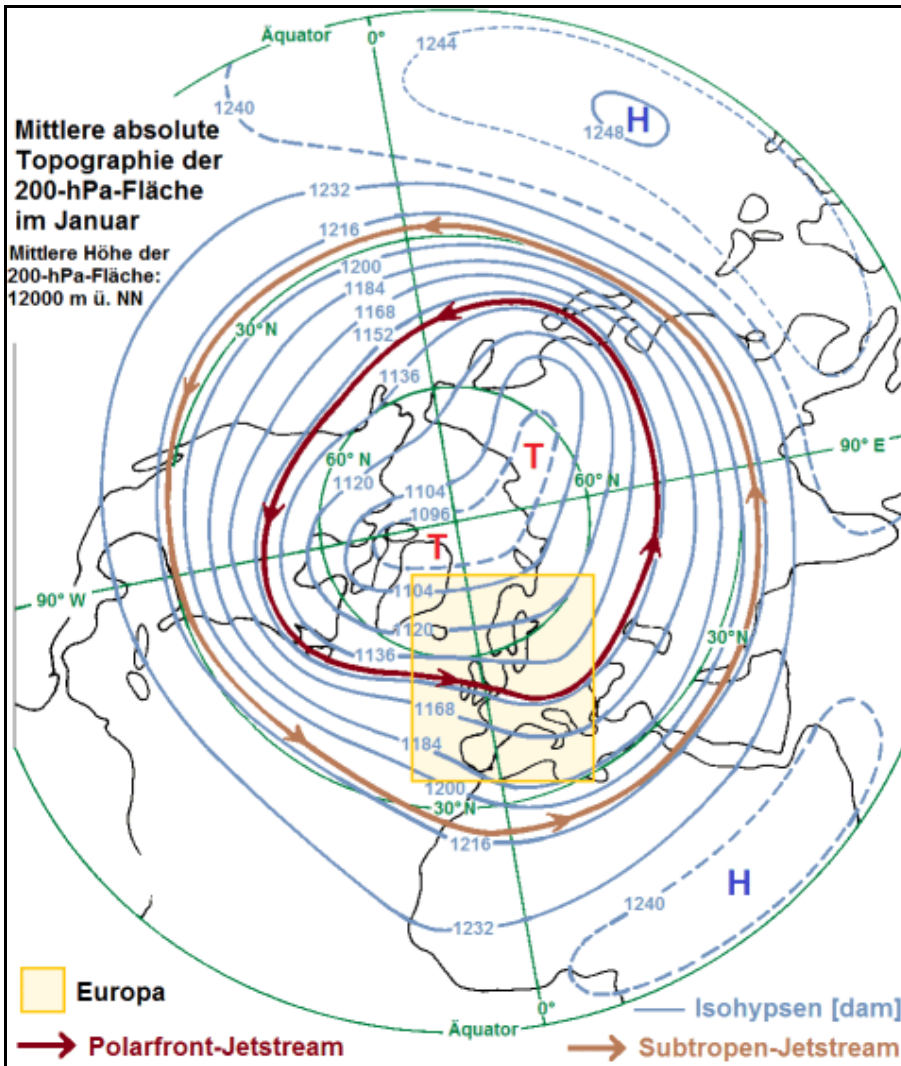 Äquator
0°
1244
1240
H
1248
Mittlere absolute
Topographie der
200-hPa-Fläche
im Januar
Mittlere Höhe der
200-hPa-Fläche:
12000 m ü. NN
1232
1216
1200
1184
1168
1152
1136
30° N
60° N
T
60° N
90° E
1120
1104
1096
T
90° W
1104
1120
1136
30° N
1168
1184
1200
30° N
1216
H
1240
1232
Europa
0°
Isohypsen [dam]
Äquator
Polarfront-Jetstream
Subtropen-Jetstream